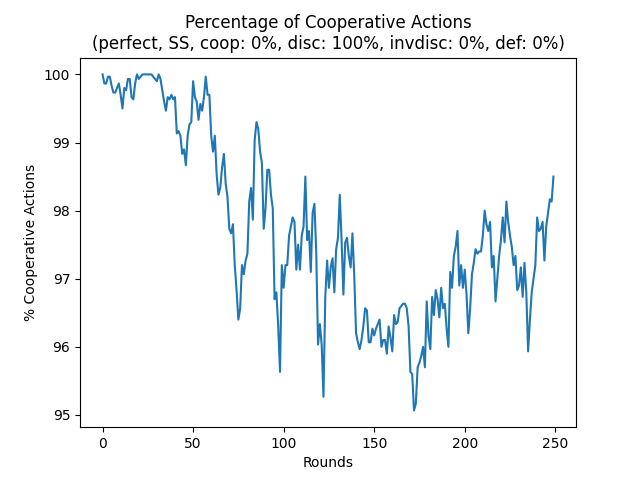 Percentage of Cooperative Actions
(perfect, SS, coop: 0%, disc: 100%, invdisc: 0%, def: 0%)
100
99
98
97
96
95
% Cooperative Actions
0 50 100 150 200 250
Rounds